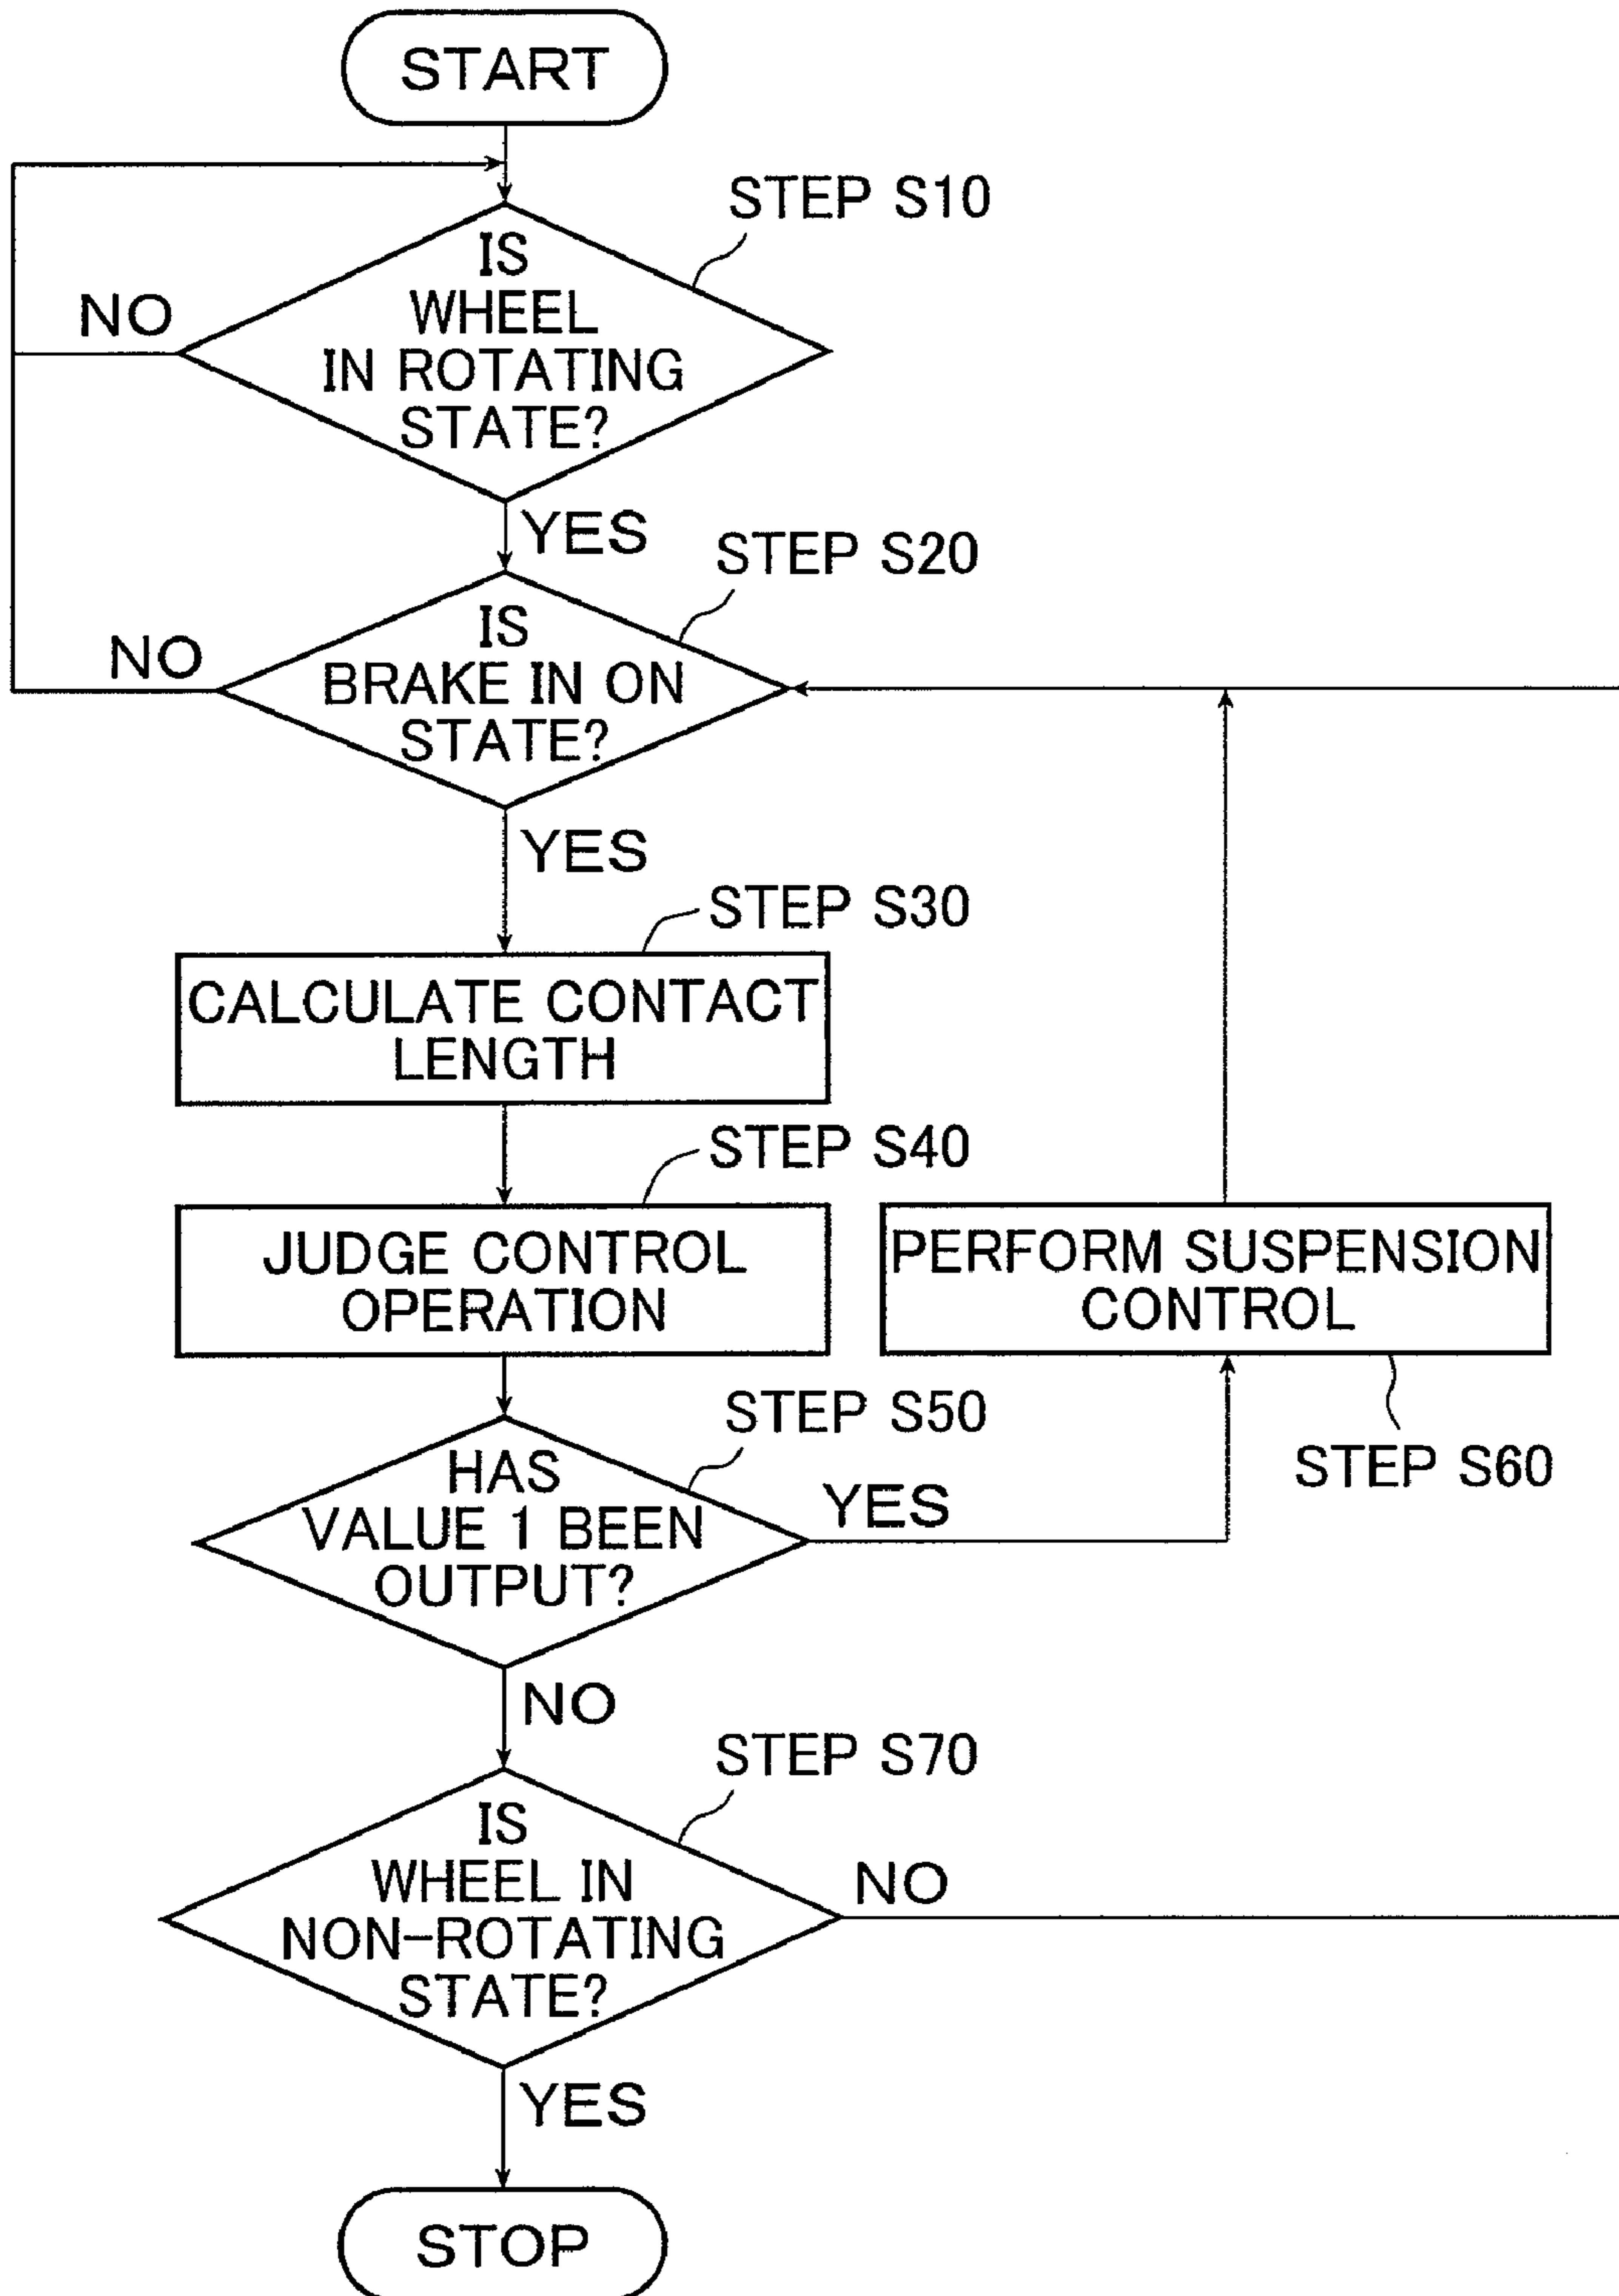 START
STEP S10
IS
WHEEL
IN ROTATING
STATE?
NO
YES
STEP S20
IS
BRAKE IN ON
STATE?
NO
YES
STEP S30
CALCULATE CONTACT
LENGTH
STEP S40
JUDGE CONTROL
OPERATION
PERFORM SUSPENSION
CONTROL
STEP S60
STEP S50
HAS
VALUE 1 BEEN
OUTPUT?
YES
NO
STEP S70
IS
WHEEL IN
NON-ROTATING
STATE?
NO
YES
STOP